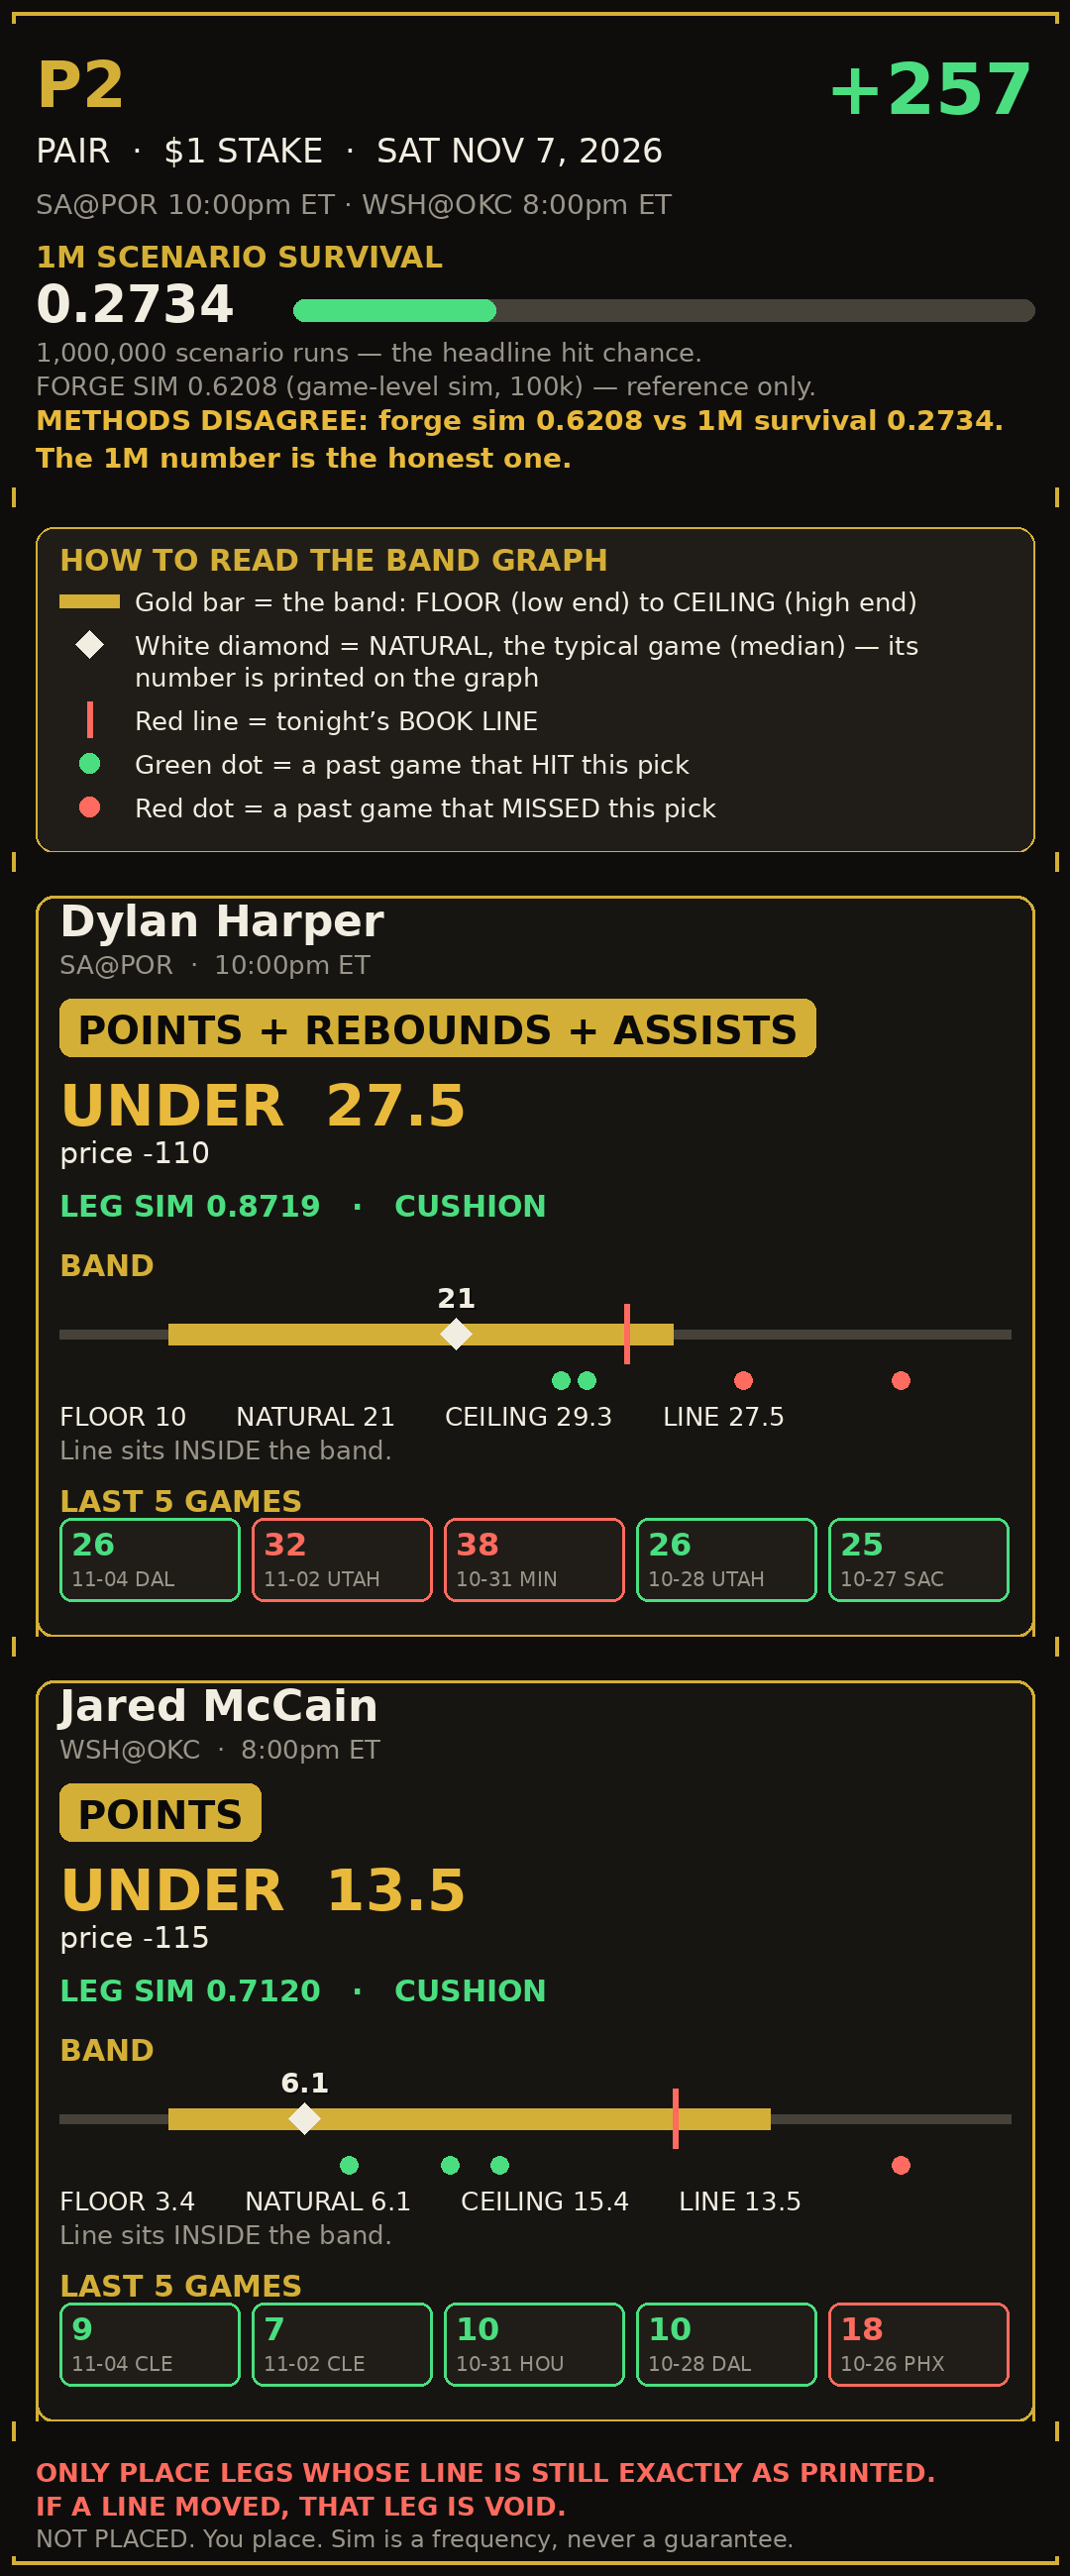 P2
+257
PAIR · $1 STAKE · SAT NOV 7, 2026
SA@POR 10:00pm ET · WSH@OKC 8:00pm ET
1M SCENARIO SURVIVAL
0.2734
1,000,000 scenario runs — the headline hit chance.
FORGE SIM 0.6208 (game-level sim, 100k) — reference only.
METHODS DISAGREE: forge sim 0.6208 vs 1M survival 0.2734.
The 1M number is the honest one.
HOW TO READ THE BAND GRAPH
Gold bar = the band: FLOOR (low end) to CEILING (high end)
White diamond = NATURAL, the typical game (median) — its
number is printed on the graph
Red line = tonight’s BOOK LINE
Green dot = a past game that HIT this pick
Red dot = a past game that MISSED this pick
Dylan Harper
SA@POR · 10:00pm ET
POINTS + REBOUNDS + ASSISTS
UNDER 27.5
price -110
LEG SIM 0.8719 · CUSHION
BAND
21
FLOOR 10 NATURAL 21 CEILING 29.3 LINE 27.5
Line sits INSIDE the band.
LAST 5 GAMES
26 32 38 26 25
11-04 DAL 11-02 UTAH 10-31 MIN 10-28 UTAH 10-27 SAC
Jared McCain
WSH@OKC · 8:00pm ET
POINTS
UNDER 13.5
price -115
LEG SIM 0.7120 · CUSHION
BAND
6.1
FLOOR 3.4 NATURAL 6.1 CEILING 15.4 LINE 13.5
Line sits INSIDE the band.
LAST 5 GAMES
9 7 10 10 18
11-04 CLE 11-02 CLE 10-31 HOU 10-28 DAL 10-26 PHX
ONLY PLACE LEGS WHOSE LINE IS STILL EXACTLY AS PRINTED.
IF A LINE MOVED, THAT LEG IS VOID.
NOT PLACED. You place. Sim is a frequency, never a guarantee.